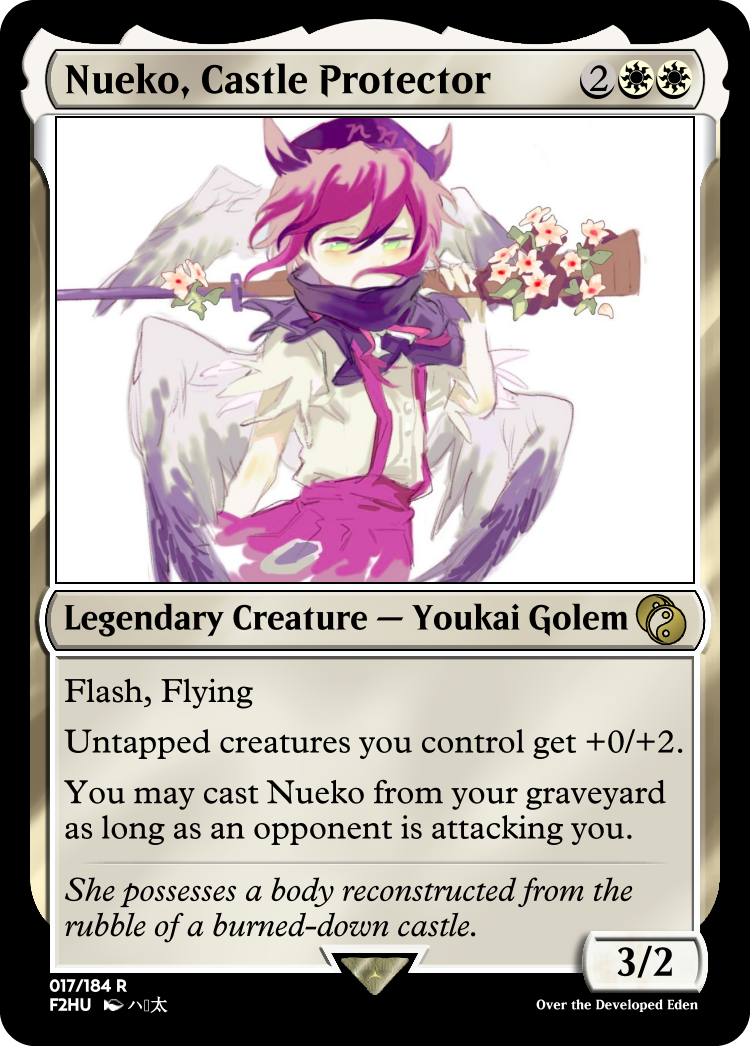 Nueko, Castle Protector
2
Legendary Creature — Youkai Golem
Flash, Flying
Untapped creatures you control get +0/+2.
You may cast Nueko from your graveyard
as long as an opponent is attacking you.
She possesses a body reconstructed from the
rubble of a burned-down castle.
3/2
017/184 R
F2HU ハ▯太
Over the Developed Eden